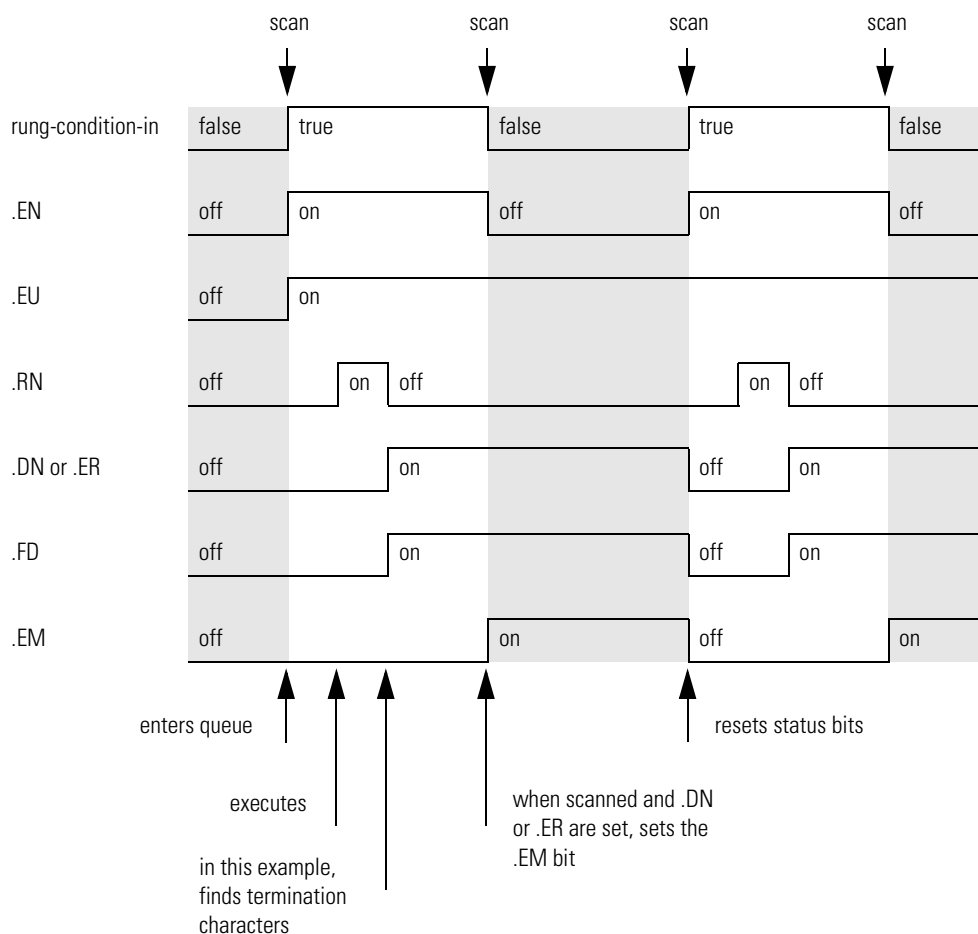 scan scan scan scan
rung-condition-in false true false true false
.EN off on off on off
.EU off on
.RN off on off on off
.DN or .ER off on off on
.FD off on off on
.EM off on off on
enters queue resets status bits
executes
when scanned and .DN
or .ER are set, sets the
.EM bit
in this example,
finds termination
characters